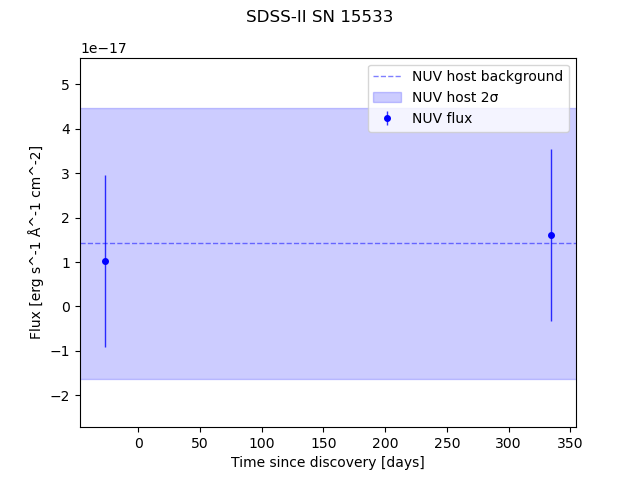 SDSS-II SN 15533
1e−17
NUV host background
NUV host 2σ
NUV flux
5
4
3
2
1
0
−1
−2
Flux [erg s^-1 Å^-1 cm^-2]
0 50 100 150 200 250 300 350
Time since discovery [days]